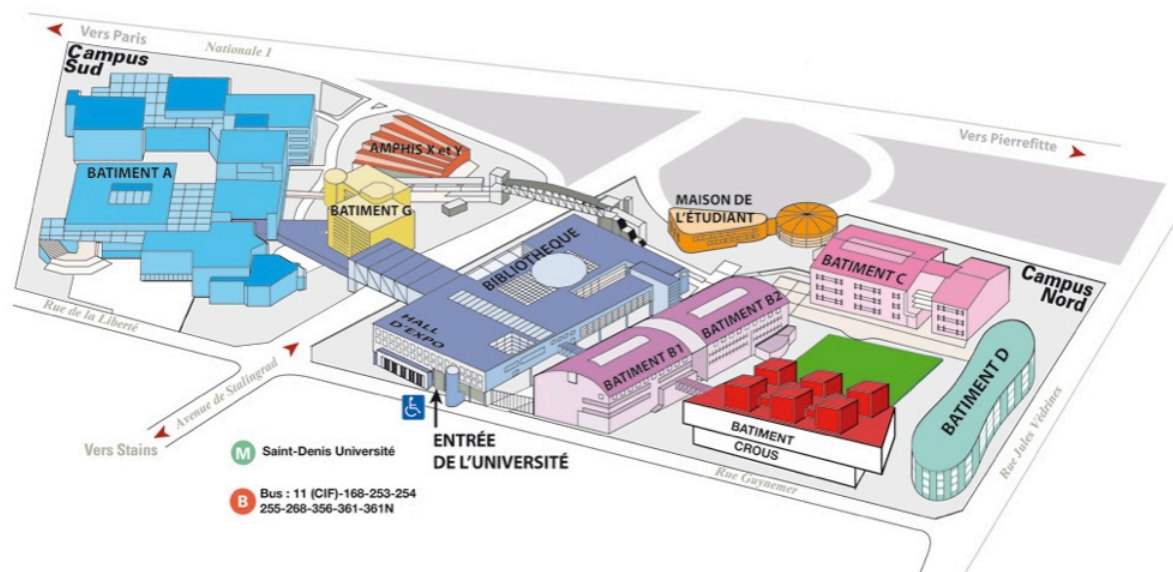 Vers Paris
Nationale 1
Campus
Sud
BATIMENT A
AMPHIS X et Y
BATIMENT G
Vers Pierrefitte
MAISON DE
L'ÉTUDIANT
BIBLIOTHEQUE
HALL
D'EXPO
BATIMENT C
Campus
Nord
BATIMENT B2
BATIMENT B1
BATIMENT D
BATIMENT
CROUS
Rue de la Liberté
Avenue de Stalingrad
Vers Stains
ENTRÉE
DE L'UNIVERSITÉ
Rue Guynemer
Rue Jules Védrines
M Saint-Denis Université
B Bus : 11 (CIF)-168-253-254
255-268-356-361-361N